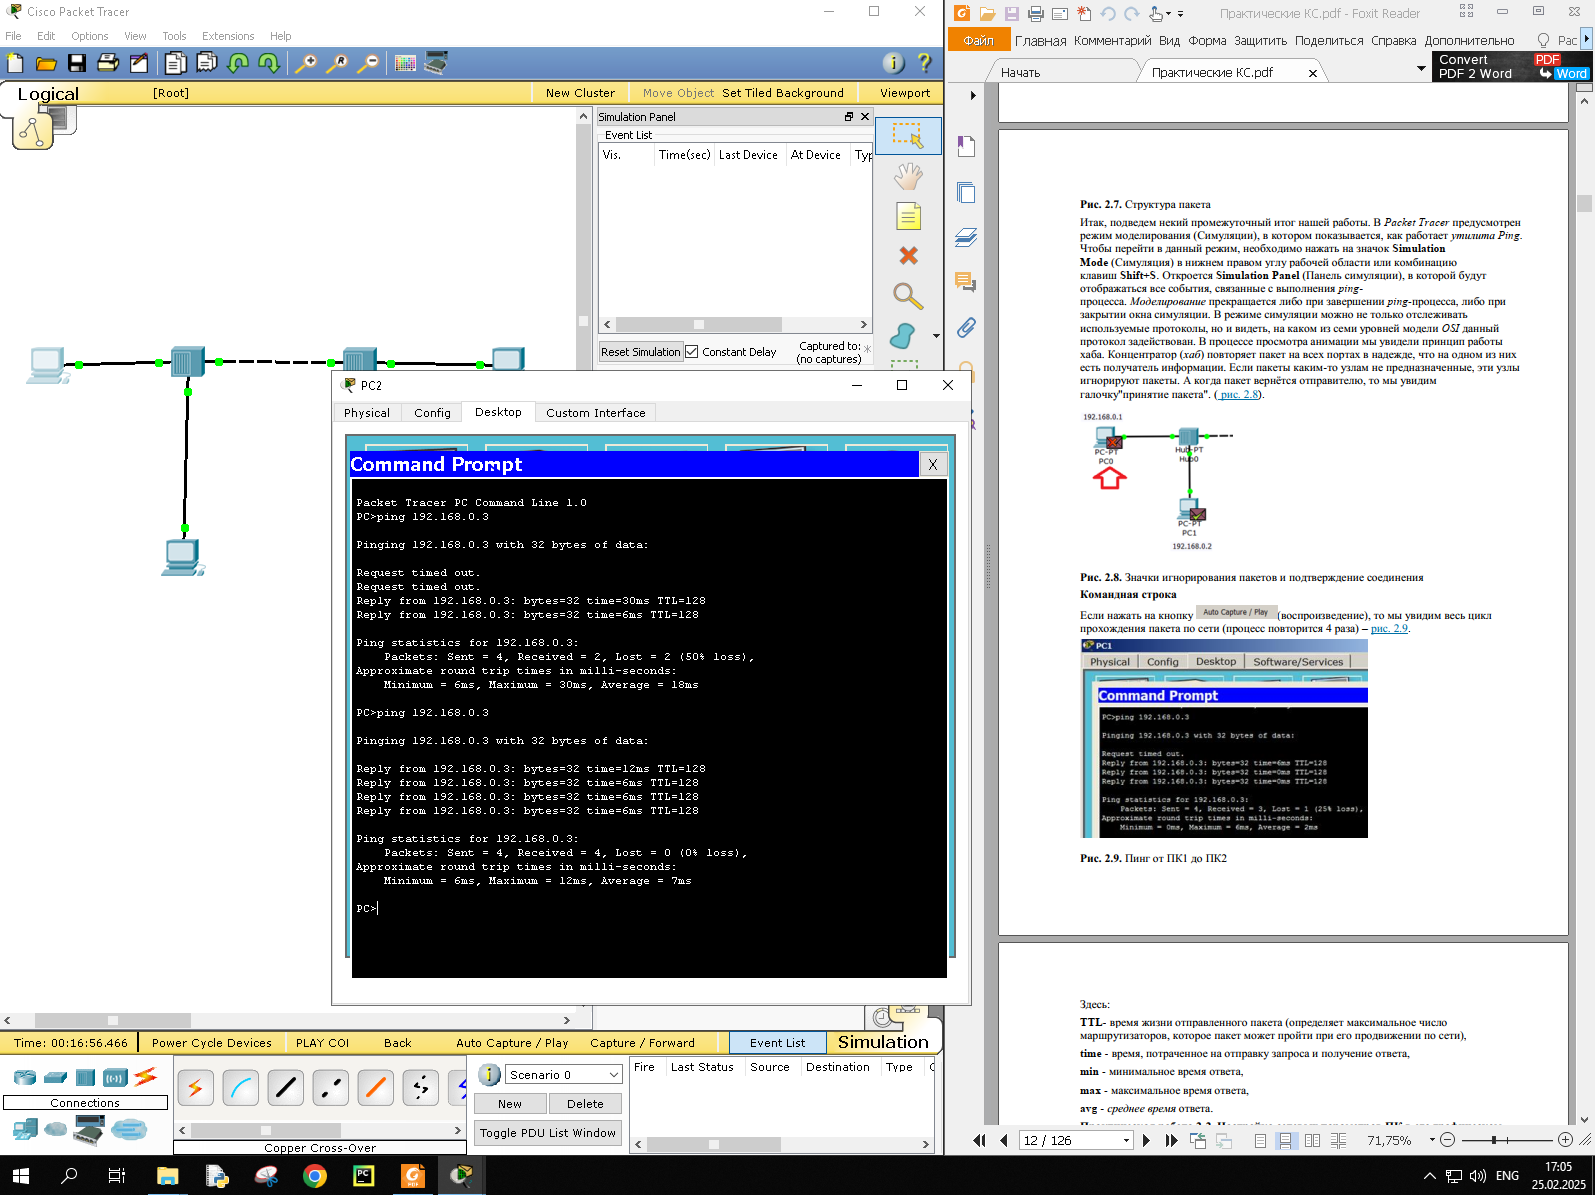 Cisco Packet Tracer
File Edit Options View Tools Extensions Help
Logical [Root] New Cluster Move Object Set Tiled Background Viewport
Simulation Panel
Event List
Vis. Time(sec) Last Device At Device Typ
Reset Simulation Constant Delay Captured to: *
(no captures)
PC2
Physical Config Desktop Custom Interface
Command Prompt X
Packet Tracer PC Command Line 1.0
PC>ping 192.168.0.3
Pinging 192.168.0.3 with 32 bytes of data:
Request timed out.
Request timed out.
Reply from 192.168.0.3: bytes=32 time=30ms TTL=128
Reply from 192.168.0.3: bytes=32 time=6ms TTL=128
Ping statistics for 192.168.0.3:
Packets: Sent = 4, Received = 2, Lost = 2 (50% loss),
Approximate round trip times in milli-seconds:
Minimum = 6ms, Maximum = 30ms, Average = 18ms
PC>ping 192.168.0.3
Pinging 192.168.0.3 with 32 bytes of data:
Reply from 192.168.0.3: bytes=32 time=12ms TTL=128
Reply from 192.168.0.3: bytes=32 time=6ms TTL=128
Reply from 192.168.0.3: bytes=32 time=6ms TTL=128
Reply from 192.168.0.3: bytes=32 time=6ms TTL=128
Ping statistics for 192.168.0.3:
Packets: Sent = 4, Received = 4, Lost = 0 (0% loss),
Approximate round trip times in milli-seconds:
Minimum = 6ms, Maximum = 12ms, Average = 7ms
PC>
Time: 00:16:56.466 Power Cycle Devices PLAY CO( Back Auto Capture / Play Capture / Forward Event List Simulation
Scenario 0
Fire Last Status Source Destination Type C
Connections
New Delete
Toggle PDU List Window
Copper Cross-Over
Практические КС.pdf - Foxit Reader
Файл Главная Комментарий Вид Форма Защитить Поделиться Справка Дополнительно Рас
Начать Практические КС.pdf
Convert PDF
PDF 2 Word Word
Рис. 2.7. Структура пакета
Итак, подведем некий промежуточный итог нашей работы. В Packet Tracer предусмотрен
режим моделирования (Симуляции), в котором показывается, как работает утилита Ping.
Чтобы перейти в данный режим, необходимо нажать на значок Simulation
Mode (Симуляция) в нижнем правом углу рабочей области или комбинацию
клавиш Shift+S. Откроется Simulation Panel (Панель симуляции), в которой будут
отображаться все события, связанные с выполнения ping-
процесса. Моделирование прекращается либо при завершении ping-процесса, либо при
закрытии окна симуляции. В режиме симуляции можно не только отслеживать
используемые протоколы, но и видеть, на каком из семи уровней модели OSI данный
протокол задействован. В процессе просмотра анимации мы увидели принцип работы
хаба. Концентратор (хаб) повторяет пакет на всех портах в надежде, что на одном из них
есть получатель информации. Если пакеты каким-то узлам не предназначенные, эти узлы
игнорируют пакеты. А когда пакет вернётся отправителю, то мы увидим
галочку"принятие пакета". ( рис. 2.8).
192.168.0.1
PC-PT
PC0
Hub-PT
Hub0
PC-PT
PC1
192.168.0.2
Рис. 2.8. Значки игнорирования пакетов и подтверждение соединения
Командная строка
Если нажать на кнопку Auto Capture / Play (воспроизведение), то мы увидим весь цикл
прохождения пакета по сети (процесс повторится 4 раза) – рис. 2.9.
PC1
Physical Config Desktop Software/Services
Command Prompt
PC>ping 192.168.0.3
Pinging 192.168.0.3 with 32 bytes of data:
Request timed out.
Reply from 192.168.0.3: bytes=32 time=6ms TTL=128
Reply from 192.168.0.3: bytes=32 time=0ms TTL=128
Reply from 192.168.0.3: bytes=32 time=0ms TTL=128
Ping statistics for 192.168.0.3:
Packets: Sent = 4, Received = 3, Lost = 1 (25% loss),
Approximate round trip times in milli-seconds:
Minimum = 0ms, Maximum = 6ms, Average = 2ms
Рис. 2.9. Пинг от ПК1 до ПК2
Здесь:
TTL- время жизни отправленного пакета (определяет максимальное число
маршрутизаторов, которое пакет может пройти при его продвижении по сети),
time - время, потраченное на отправку запроса и получение ответа,
min - минимальное время ответа,
max - максимальное время ответа,
avg - среднее время ответа.
12 / 126 71,75%
ENG 17:05
25.02.2025